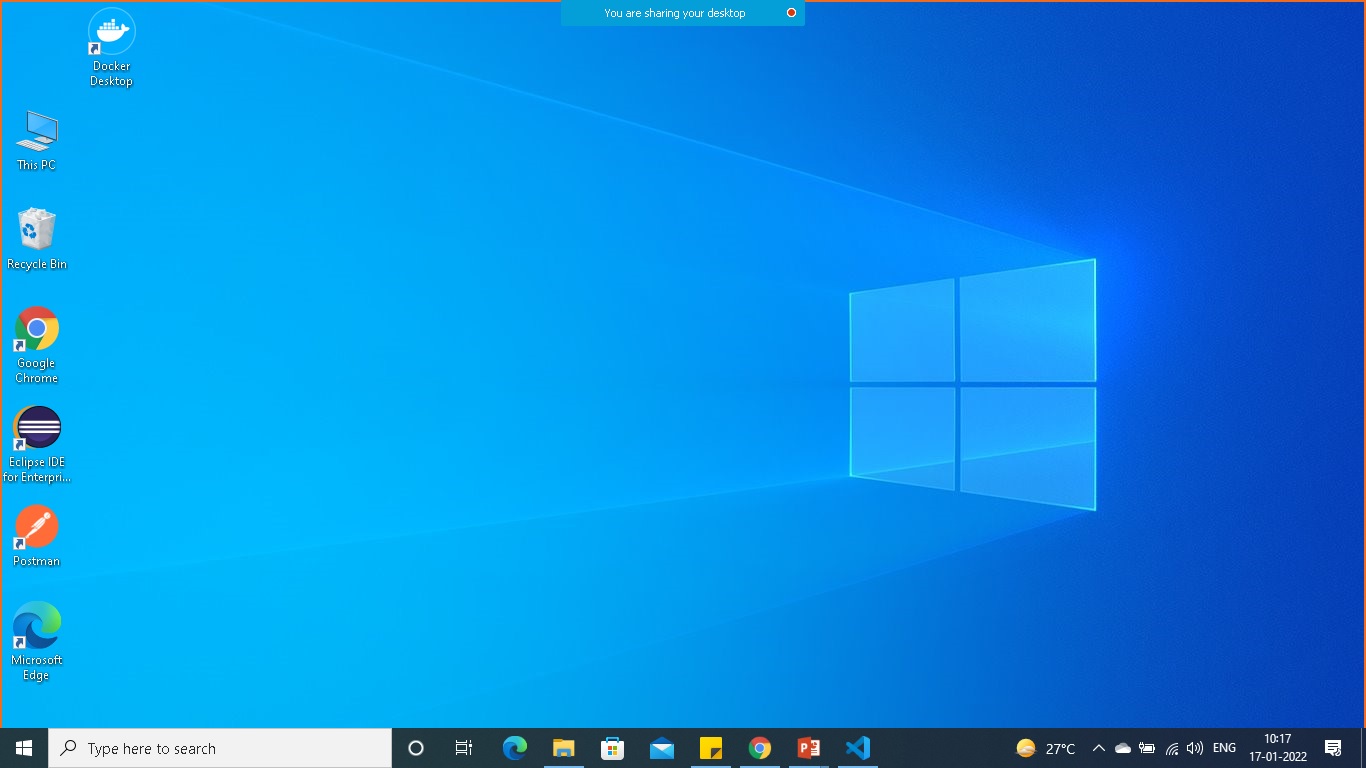 You are sharing your desktop
Docker
Desktop
This PC
Recycle Bin
Google
Chrome
Eclipse IDE
for Enterpri...
Postman
Microsoft
Edge
Type here to search
27°C
ENG
10:17
17-01-2022